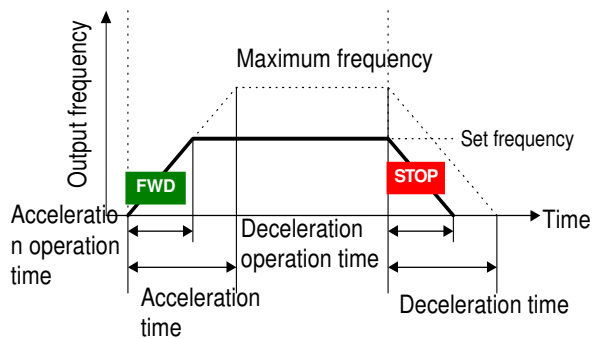 Output frequency
Maximum frequency
Set frequency
FWD
STOP
Time
Acceleratio
n operation
time
Deceleration
operation time
Acceleration
time
Deceleration time